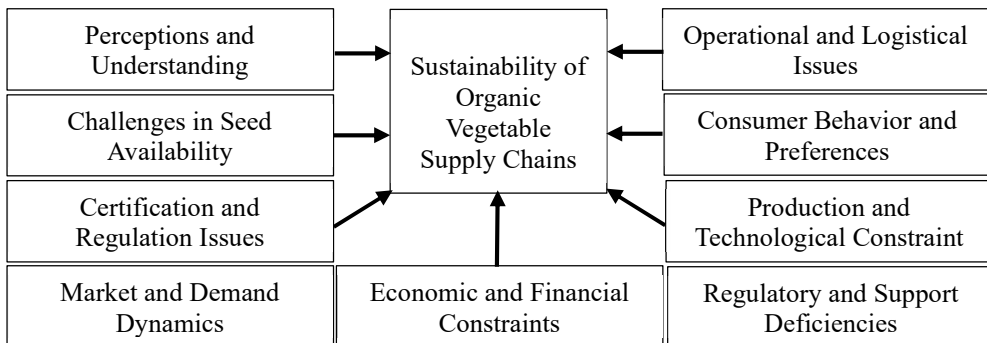 Perceptions and
Understanding
Challenges in Seed
Availability
Certification and
Regulation Issues
Market and Demand
Dynamics
Sustainability of
Organic
Vegetable
Supply Chains
Economic and Financial
Constraints
Operational and Logistical
Issues
Consumer Behavior and
Preferences
Production and
Technological Constraint
Regulatory and Support
Deficiencies